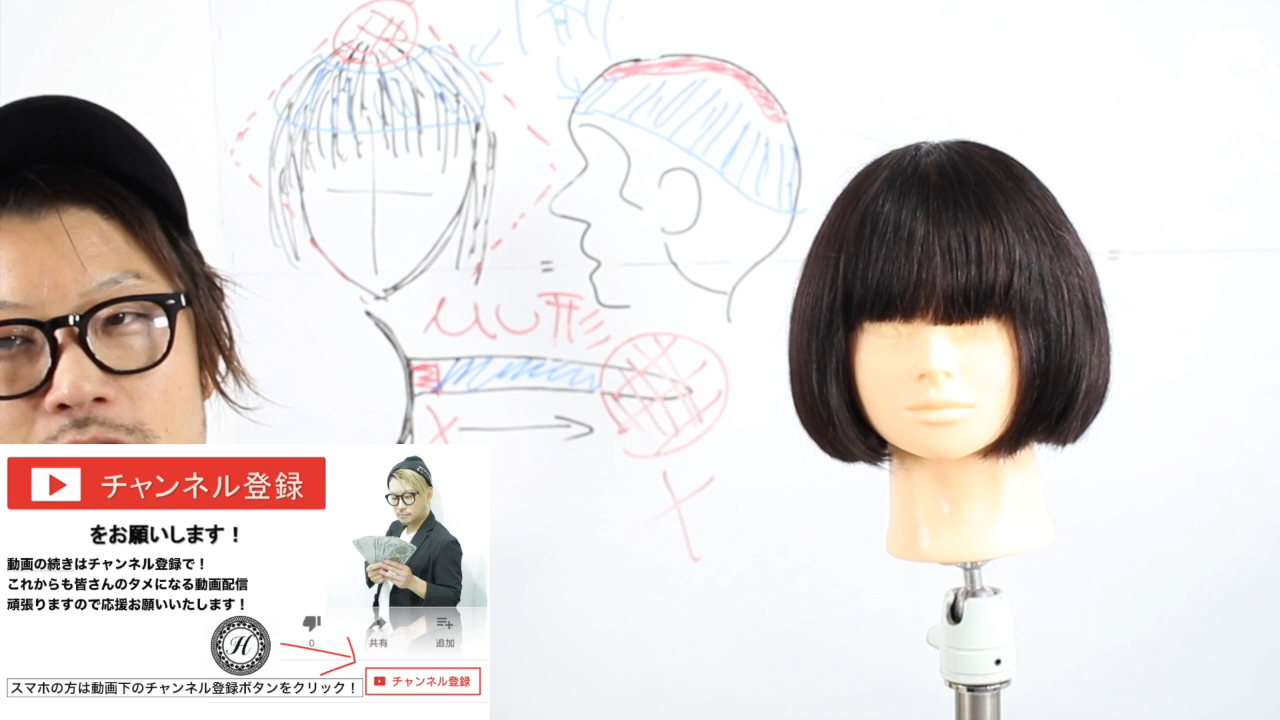 ひし形
チャンネル登録
をお願いします！
動画の続きはチャンネル登録で！
これからも皆さんのタメになる動画配信
頑張りますので応援お願いいたします！
0
共有
追加
H
スマホの方は動画下のチャンネル登録ボタンをクリック！
チャンネル登録